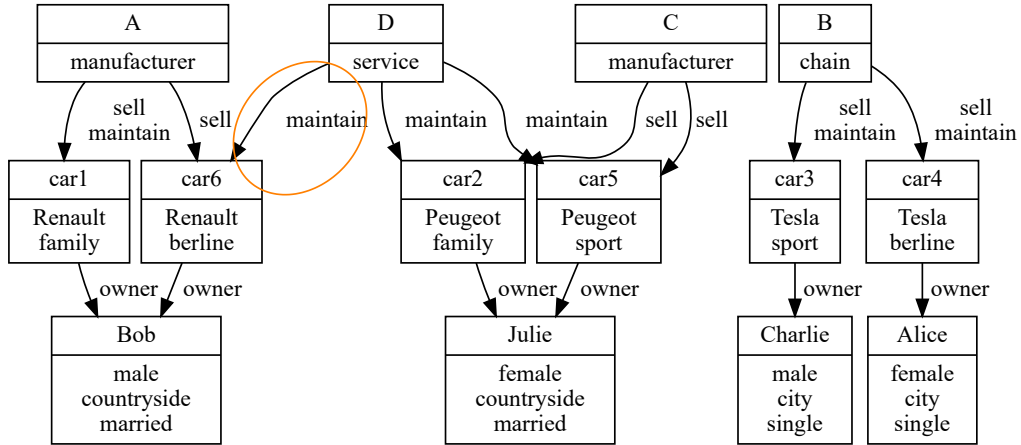 A
manufacturer
D
service
C
manufacturer
B
chain
sell
maintain
sell
maintain
maintain
maintain
sell
sell
sell
maintain
sell
maintain
car1
Renault
family
car6
Renault
berline
car2
Peugeot
family
car5
Peugeot
sport
car3
Tesla
sport
car4
Tesla
berline
owner
owner
owner
owner
owner
owner
Bob
male
countryside
married
Julie
female
countryside
married
Charlie
male
city
single
Alice
female
city
single